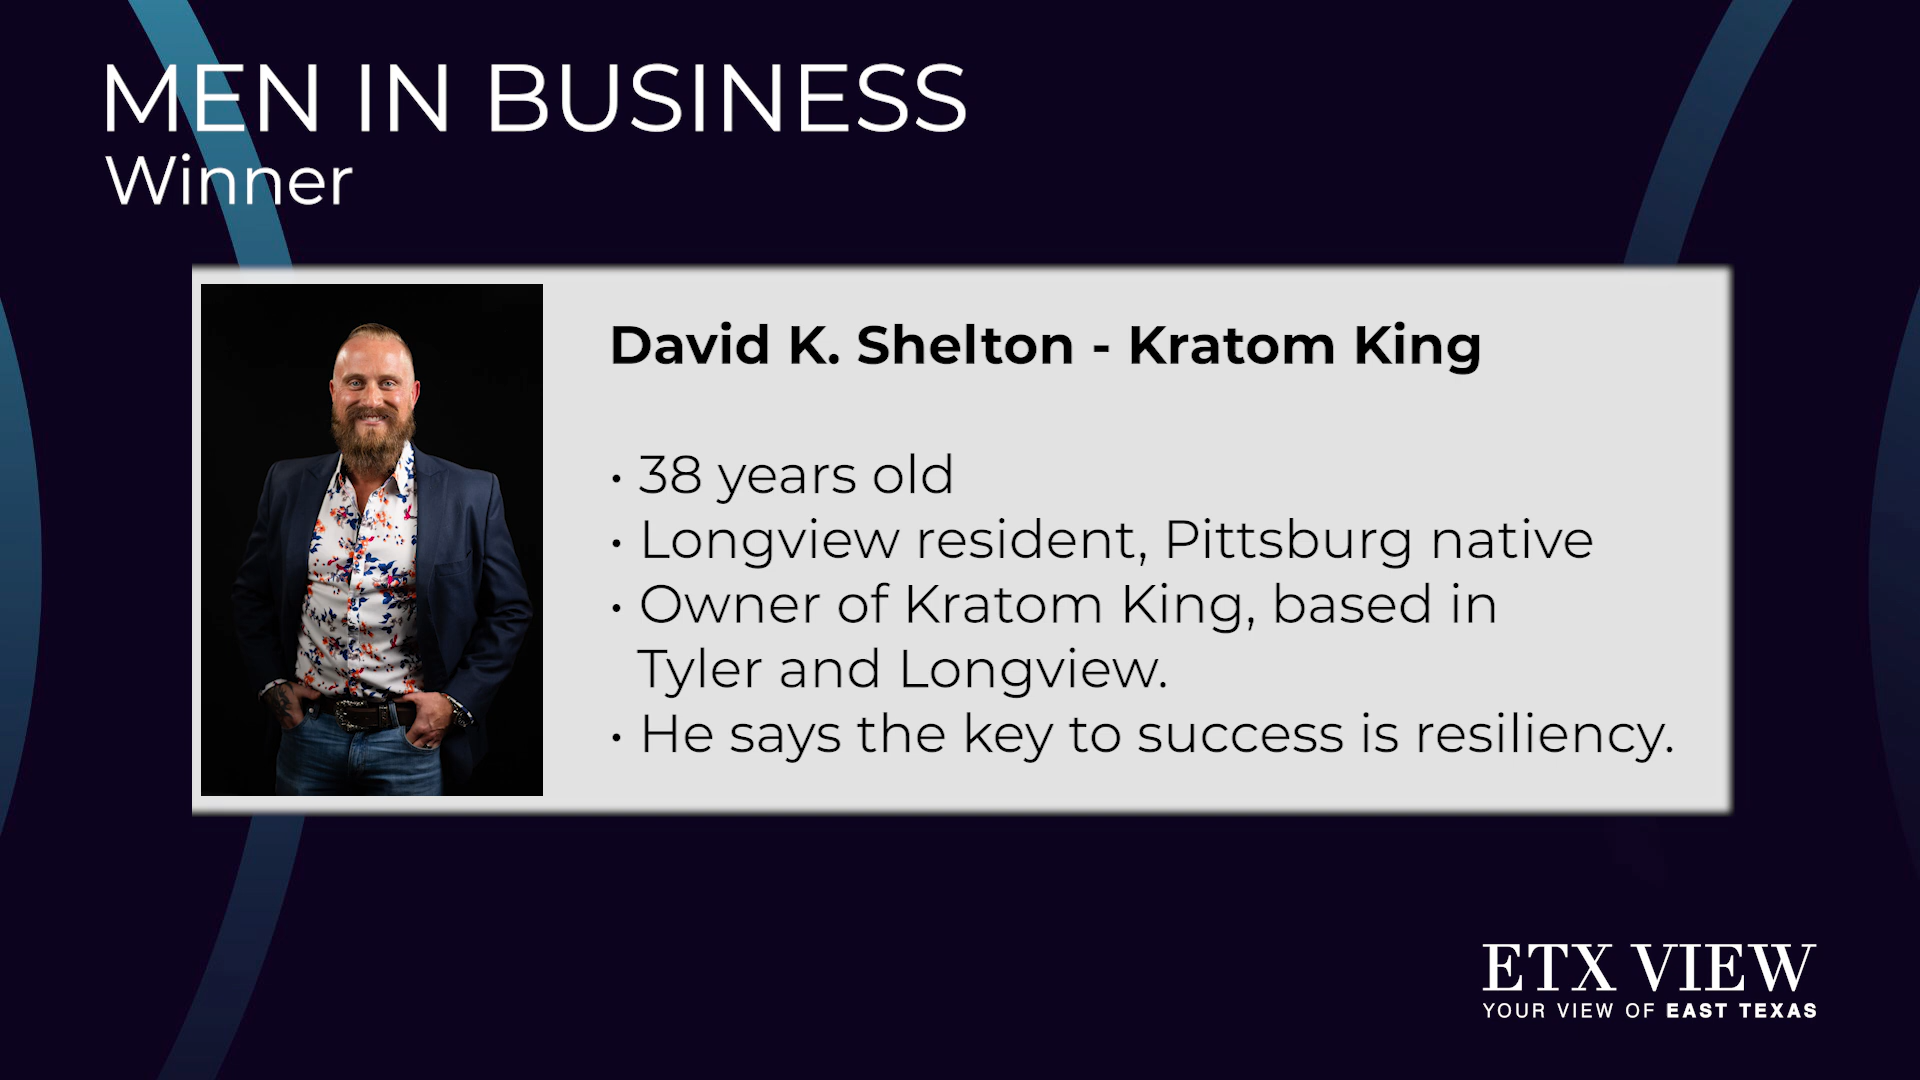 MEN IN BUSINESS
Winner
David K. Shelton - Kratom King
• 38 years old
• Longview resident, Pittsburg native
• Owner of Kratom King, based in
Tyler and Longview.
• He says the key to success is resiliency.
ETX VIEW
YOUR VIEW OF EAST TEXAS